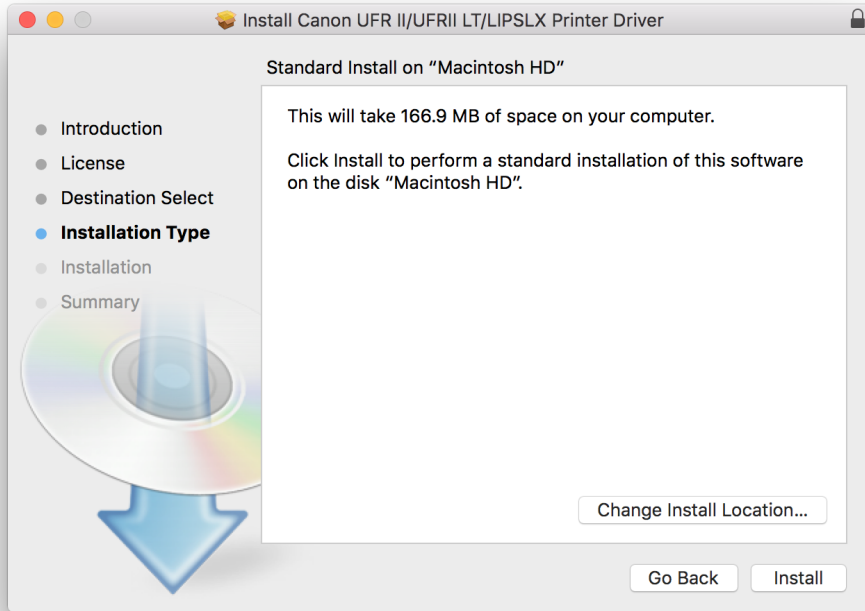 Install Canon UFR II/UFRII LT/LIPSLX Printer Driver
Standard Install on “Macintosh HD”
Introduction
License
Destination Select
Installation Type
Installation
Summary
This will take 166.9 MB of space on your computer.
Click Install to perform a standard installation of this software
on the disk “Macintosh HD”.
Change Install Location...
Go Back
Install